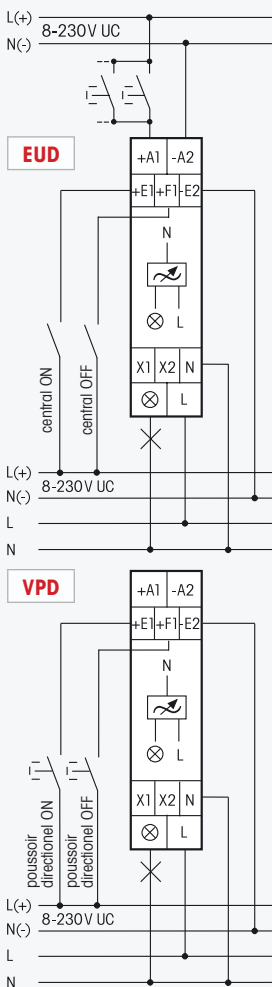 L(+)
8-230V UC
N(-)
EUD
+A1 -A2
+E1 +F1 -E2
N
L
X1 X2 N
L
central ON
central OFF
L(+)
8-230V UC
N(-)
L
N
VPD
+A1 -A2
+E1 +F1 -E2
N
L
X1 X2 N
L
poussoir
directionel ON
poussoir
directionel OFF
L(+)
8-230V UC
N(-)
L
N